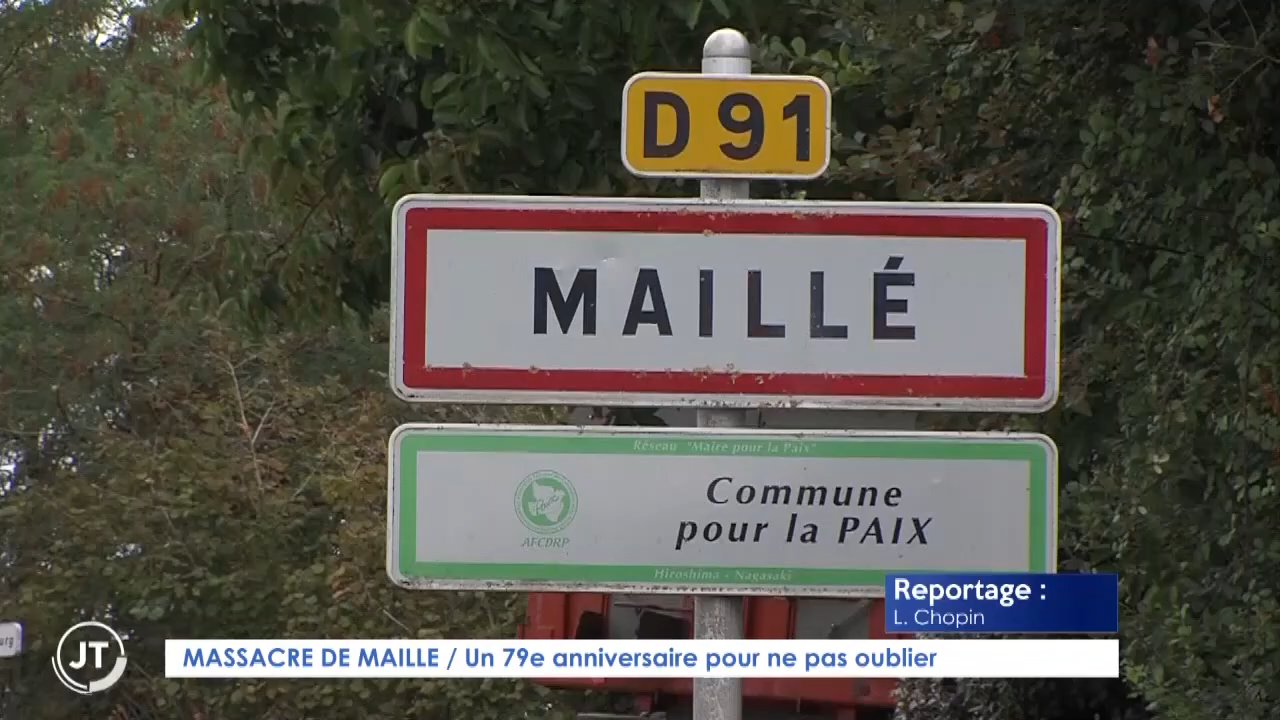 D 91
MAILLÉ
Réseau "Maire pour la Paix"
Commune
pour la PAIX
AFCDRP
Hiroshima - Nagasaki
Reportage :
L. Chopin
JT
MASSACRE DE MAILLE / Un 79e anniversaire pour ne pas oublier